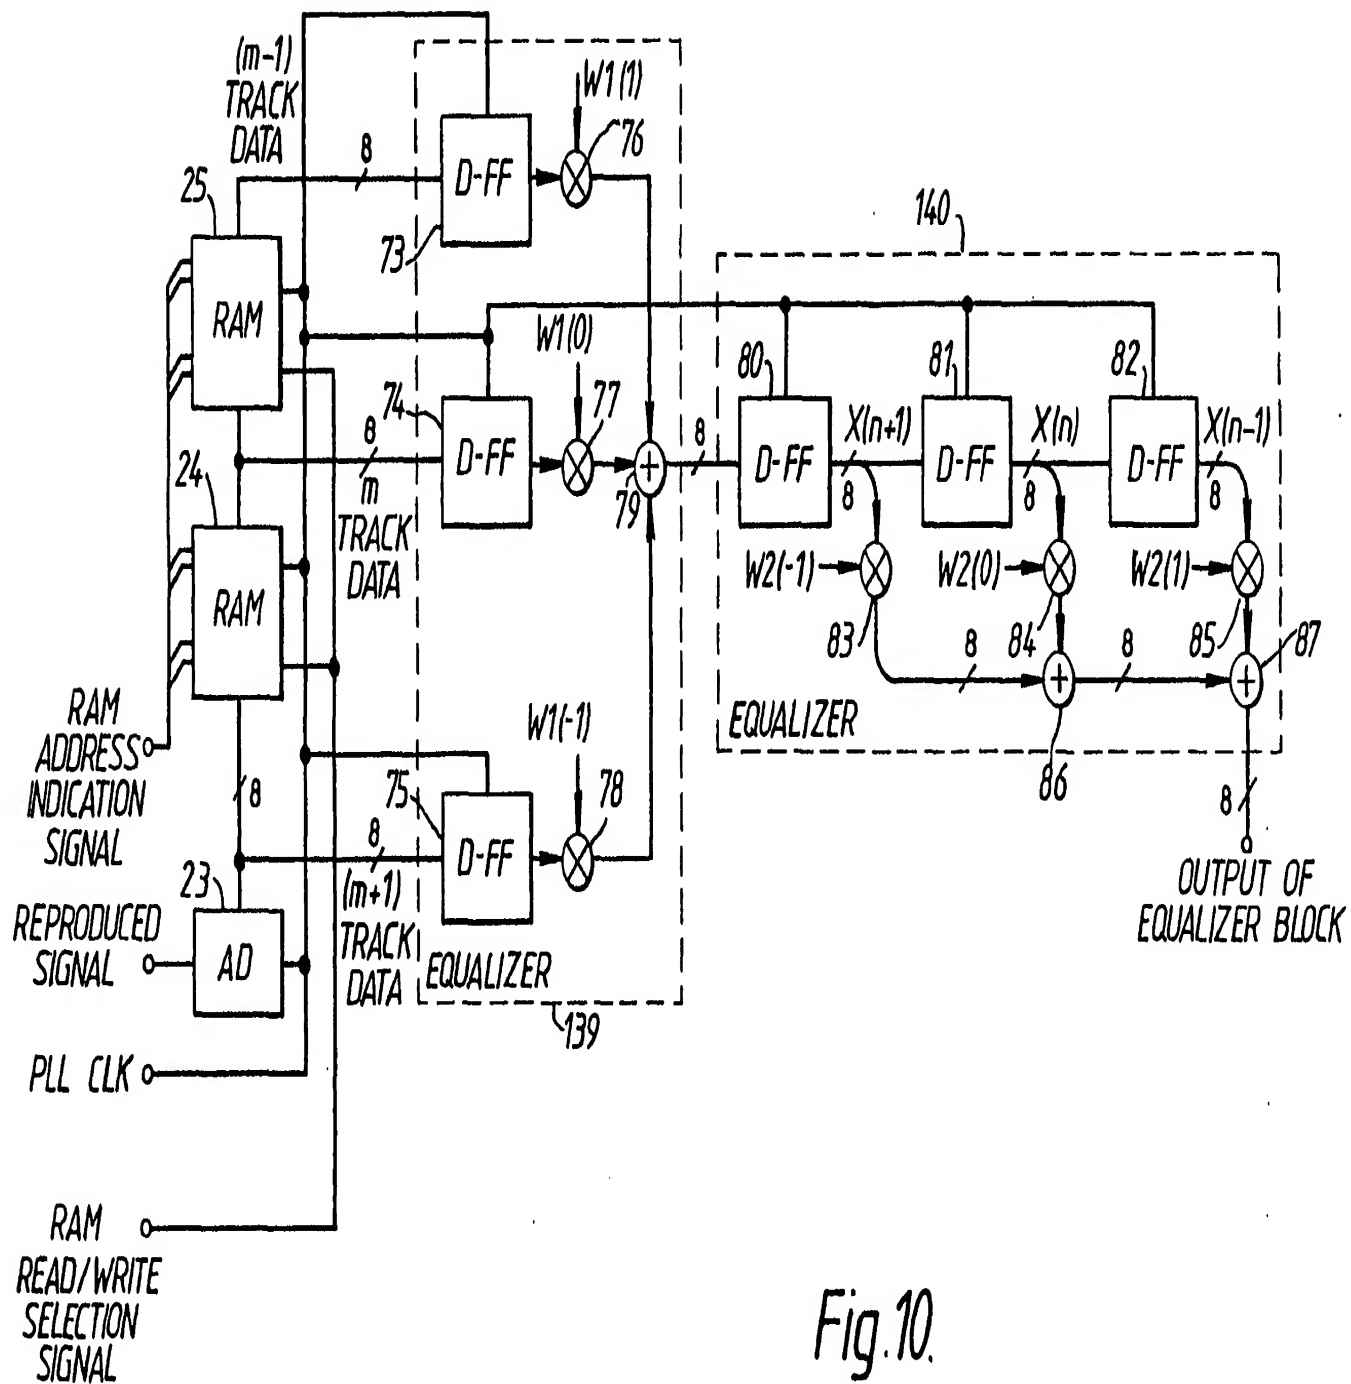 (m-1)
TRACK
DATA
W1(1)
76
8
D-FF
25
73
140
RAM
W1(0)
80
81
82
74
77
8
8
X(n+1)
X(n)
X(n-1)
D-FF
D-FF
D-FF
D-FF
24
m
79
8
8
8
TRACK
DATA
W2(-1)
W2(0)
W2(1)
RAM
83
84
85
87
8
8
RAM
ADDRESS
INDICATION
SIGNAL
W1(-1)
EQUALIZER
86
8
75
78
8
8
D-FF
OUTPUT OF
EQUALIZER BLOCK
23
(m+1)
TRACK
DATA
REPRODUCED
SIGNAL
AD
EQUALIZER
139
PLL CLK
RAM
READ/WRITE
SELECTION
SIGNAL
Fig.10.